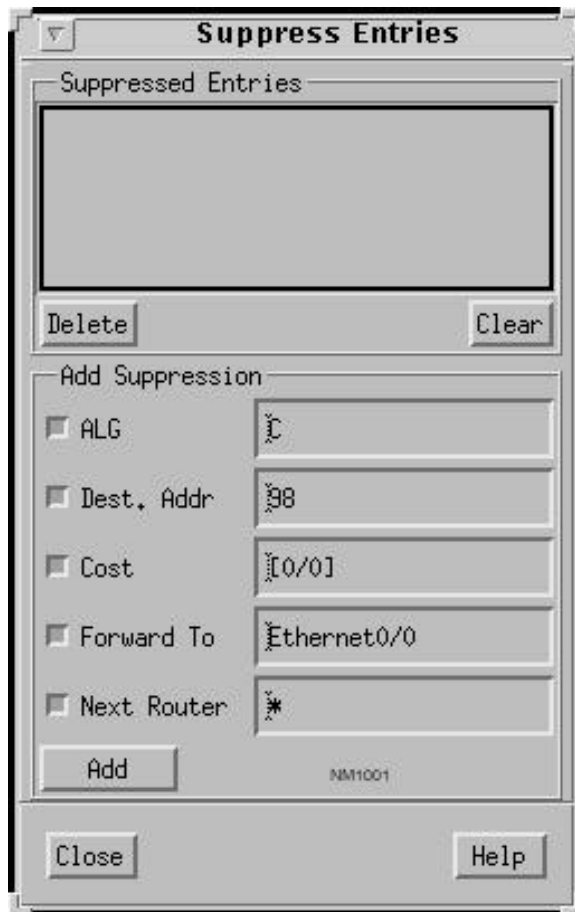 Suppress Entries
Suppressed Entries
Delete Clear
Add Suppression
ALG C
Dest. Addr 98
Cost [0/0]
Forward To Ethernet0/0
Next Router *
Add NM1001
Close Help